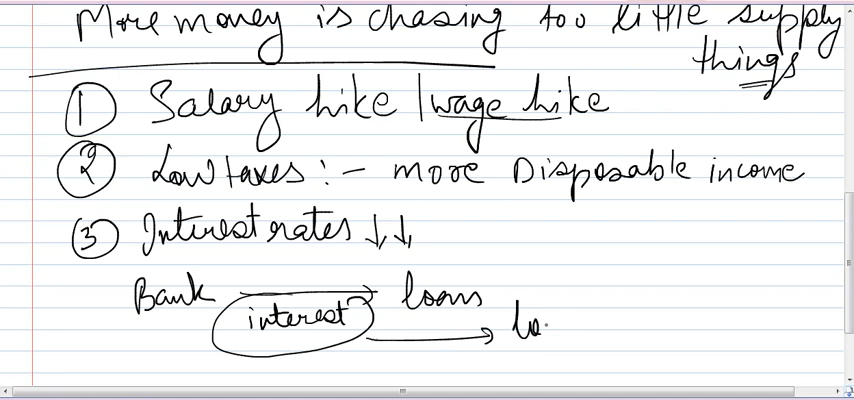 More money is chasing too little supply
things
① Salary hike / wage hike
② Low taxes :- more Disposable income
③ Interest rates ↓↓
Bank → loans
interest → lo